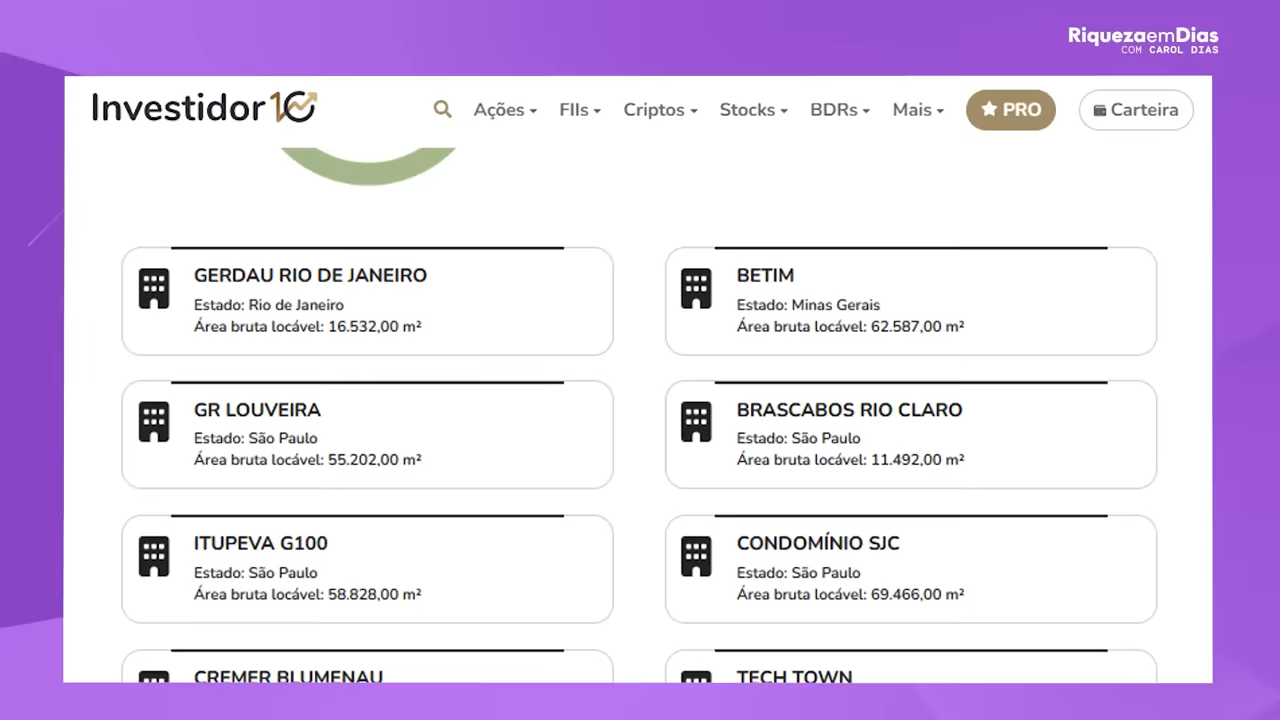 RiquezaemDias
COM CAROL DIAS
Investidor10
Ações
FIIs
Criptos
Stocks
BDRs
Mais
PRO
Carteira
GERDAU RIO DE JANEIRO
Estado: Rio de Janeiro
Área bruta locável: 16.532,00 m²
BETIM
Estado: Minas Gerais
Área bruta locável: 62.587,00 m²
GR LOUVEIRA
Estado: São Paulo
Área bruta locável: 55.202,00 m²
BRASCABOS RIO CLARO
Estado: São Paulo
Área bruta locável: 11.492,00 m²
ITUPEVA G100
Estado: São Paulo
Área bruta locável: 58.828,00 m²
CONDOMÍNIO SJC
Estado: São Paulo
Área bruta locável: 69.466,00 m²
CREMER BLUMENAU
TECH TOWN